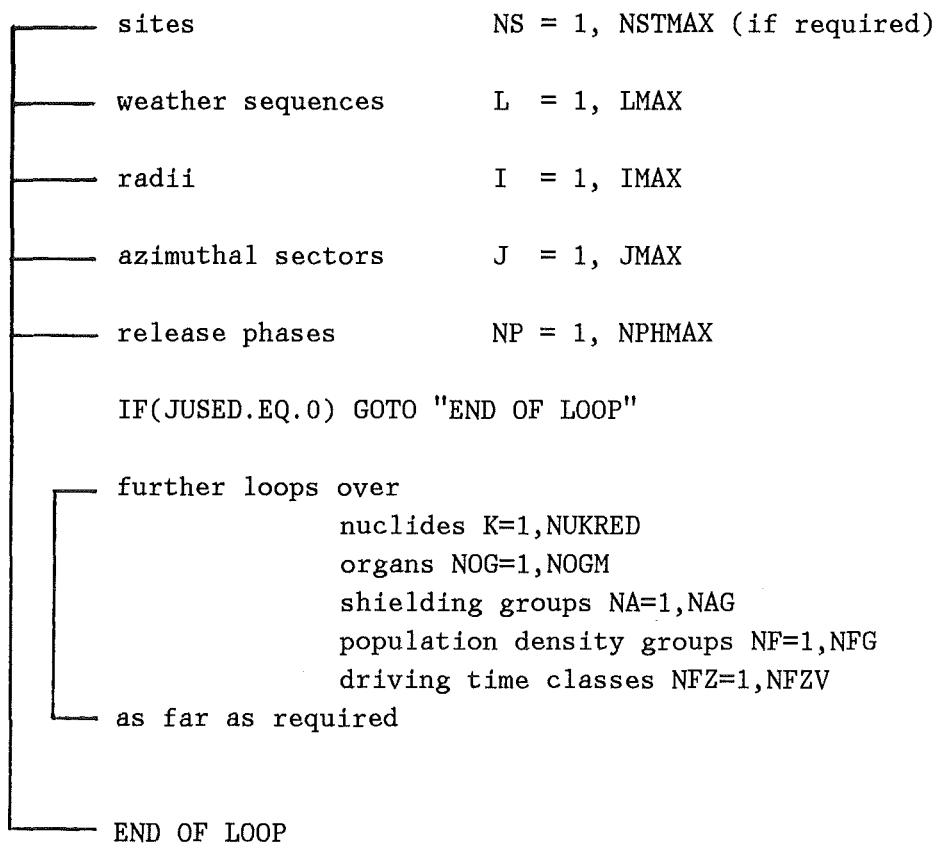 sites NS = 1, NSTMAX (if required)
weather sequences L = 1, LMAX
radii I = 1, IMAX
azimuthal sectors J = 1, JMAX
release phases NP = 1, NPHMAX
IF(JUSED.EQ.0) GOTO "END OF LOOP"
further loops over
nuclides K=1,NUKRED
organs NOG=1,NOGM
shielding groups NA=1,NAG
population density groups NF=1,NFG
driving time classes NFZ=1,NFZV
as far as required
END OF LOOP